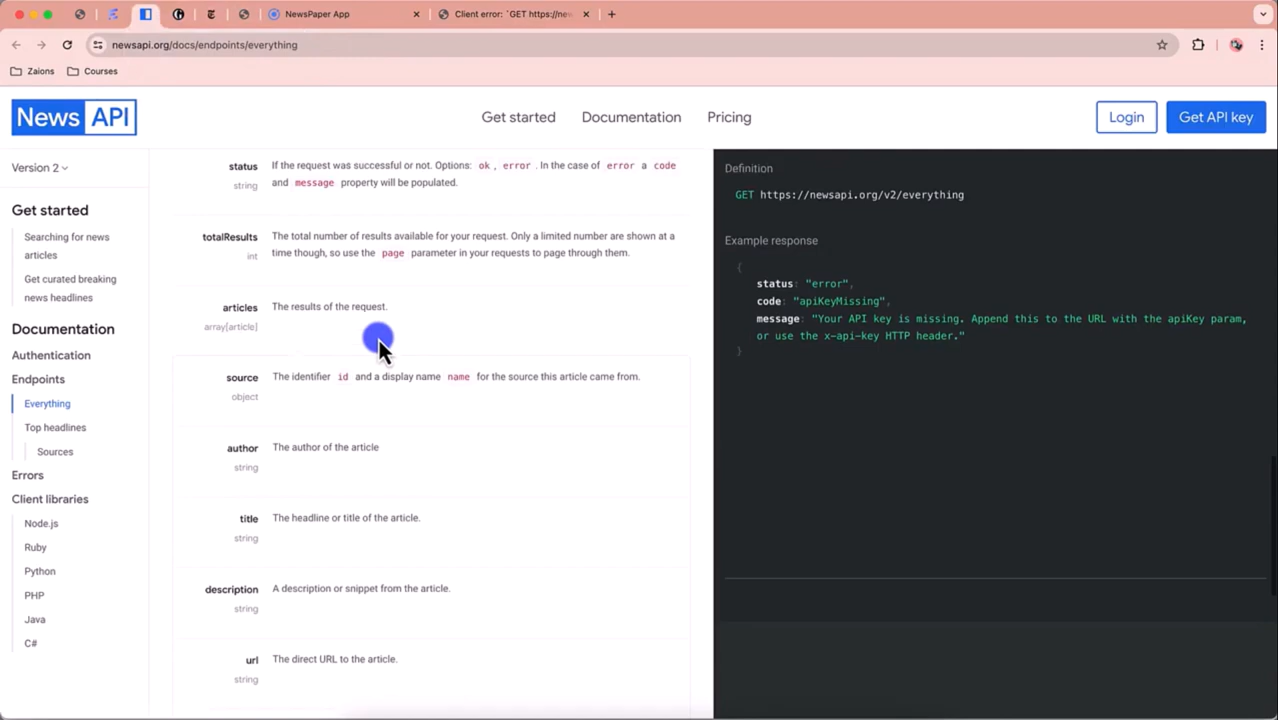 NewsPaper App
Client error: `GET https://nev
newsapi.org/docs/endpoints/everything
Zaions
Courses
News API
Get started
Documentation
Pricing
Login
Get API key
Version 2
Get started
Searching for news
articles
Get curated breaking
news headlines
Documentation
Authentication
Endpoints
Everything
Top headlines
Sources
Errors
Client libraries
Node.js
Ruby
Python
PHP
Java
C#
status
string
If the request was successful or not. Options: ok, error. In the case of error a code
and message property will be populated.
totalResults
int
The total number of results available for your request. Only a limited number are shown at a
time though, so use the page parameter in your requests to page through them.
articles
array[article]
The results of the request.
source
object
The identifier id and a display name name for the source this article came from.
author
string
The author of the article
title
string
The headline or title of the article.
description
string
A description or snippet from the article.
url
string
The direct URL to the article.
Definition
GET https://newsapi.org/v2/everything
Example response
{
status: "error",
code: "apiKeyMissing",
message: "Your API key is missing. Append this to the URL with the apiKey param,
or use the x-api-key HTTP header."
}